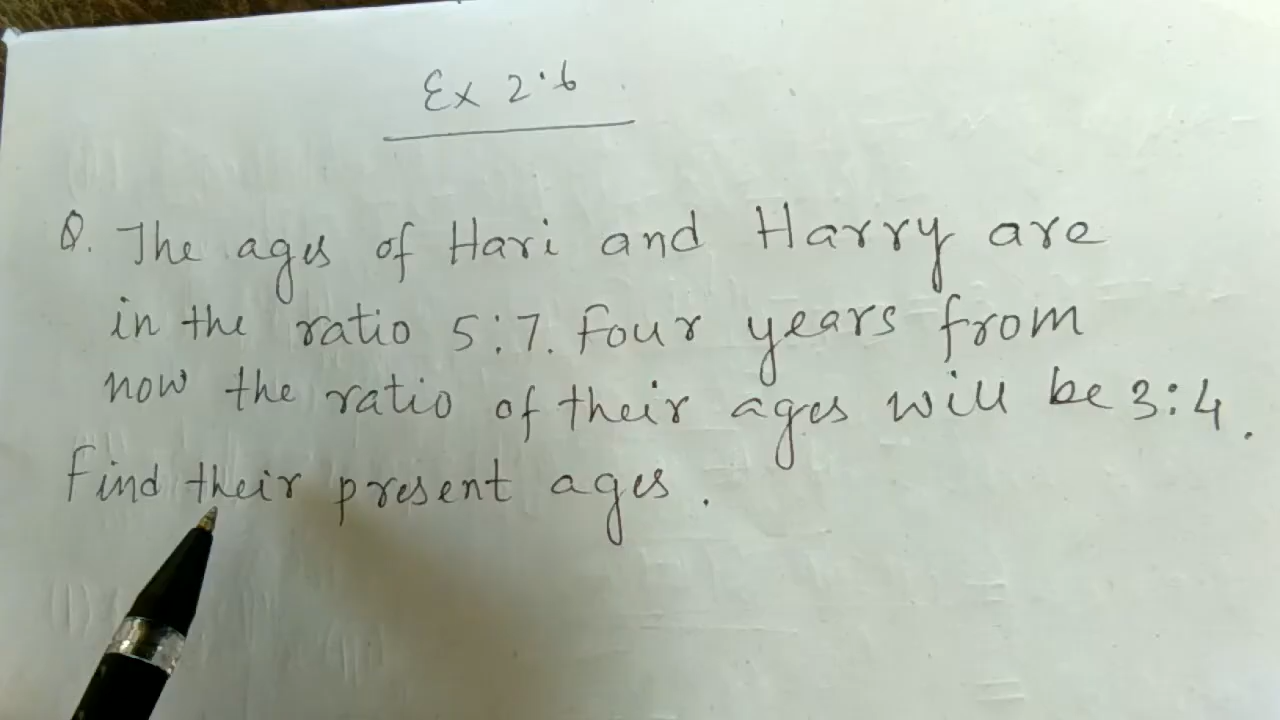 Ex 2.6
Q. The ages of Hari and Harry are
in the ratio 5:7. Four years from
now the ratio of their ages will be 3:4.
Find their present ages.